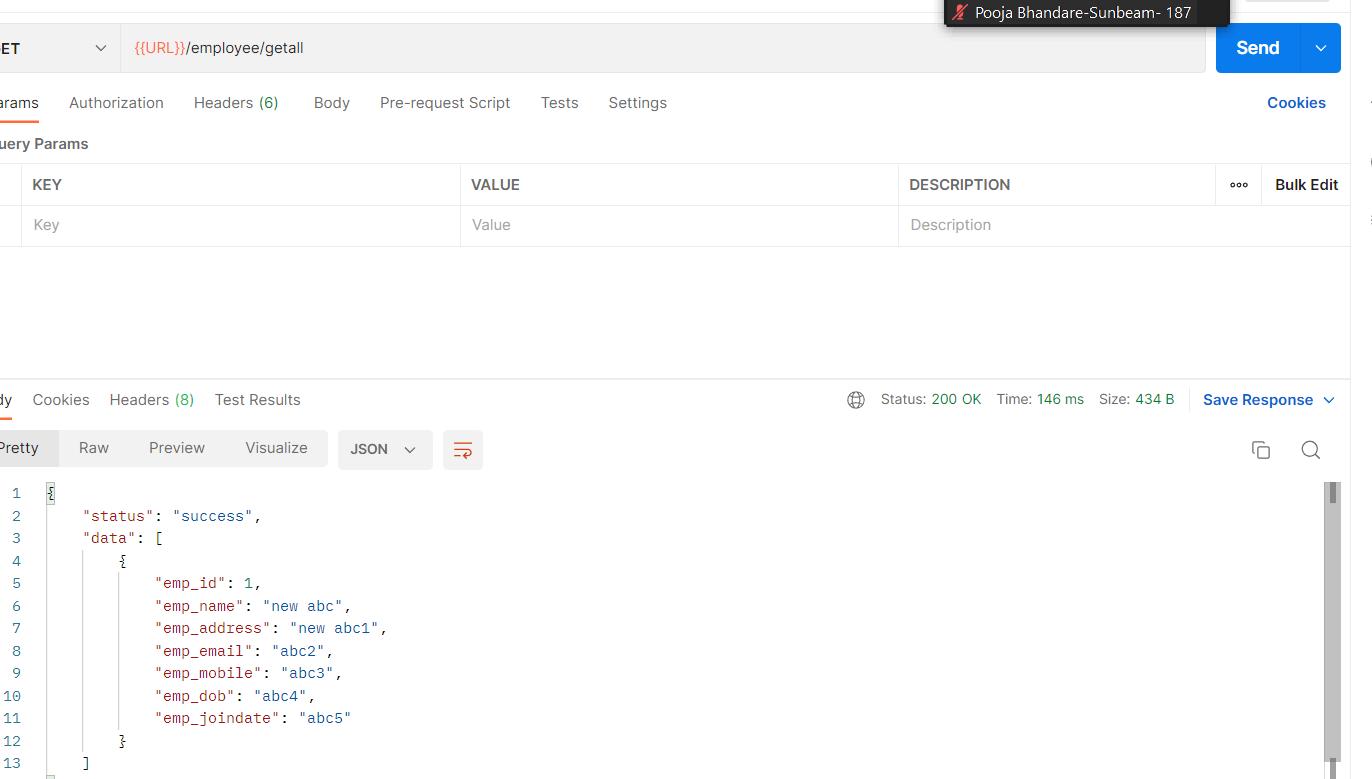 Pooja Bhandare-Sunbeam- 187
ET {{URL}}/employee/getall Send
arams Authorization Headers (6) Body Pre-request Script Tests Settings Cookies
uery Params
KEY VALUE DESCRIPTION ooo Bulk Edit
Key Value Description
dy Cookies Headers (8) Test Results Status: 200 OK Time: 146 ms Size: 434 B Save Response
Pretty Raw Preview Visualize JSON
1 {
2 "status": "success",
3 "data": [
4 {
5 "emp_id": 1,
6 "emp_name": "new abc",
7 "emp_address": "new abc1",
8 "emp_email": "abc2",
9 "emp_mobile": "abc3",
10 "emp_dob": "abc4",
11 "emp_joindate": "abc5"
12 }
13 ]